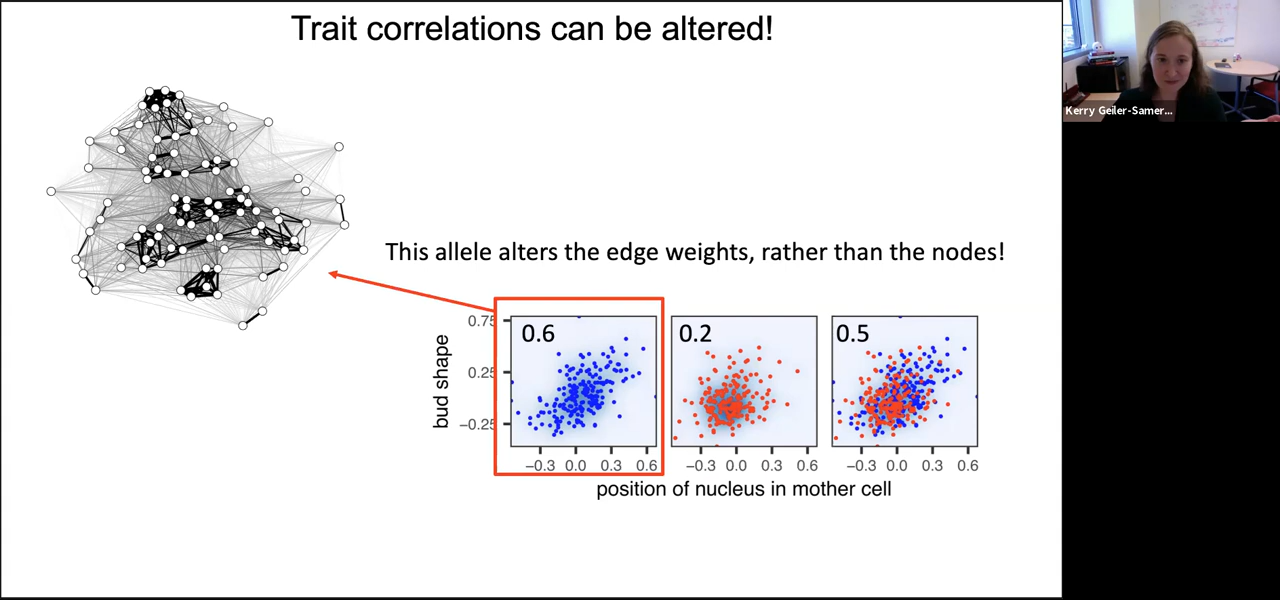 Trait correlations can be altered!
Kerry Geiler-Samer...
This allele alters the edge weights, rather than the nodes!
0.75
0.25
−0.25
bud shape
0.6
0.2
0.5
−0.3 0.0 0.3 0.6
−0.3 0.0 0.3 0.6
−0.3 0.0 0.3 0.6
position of nucleus in mother cell